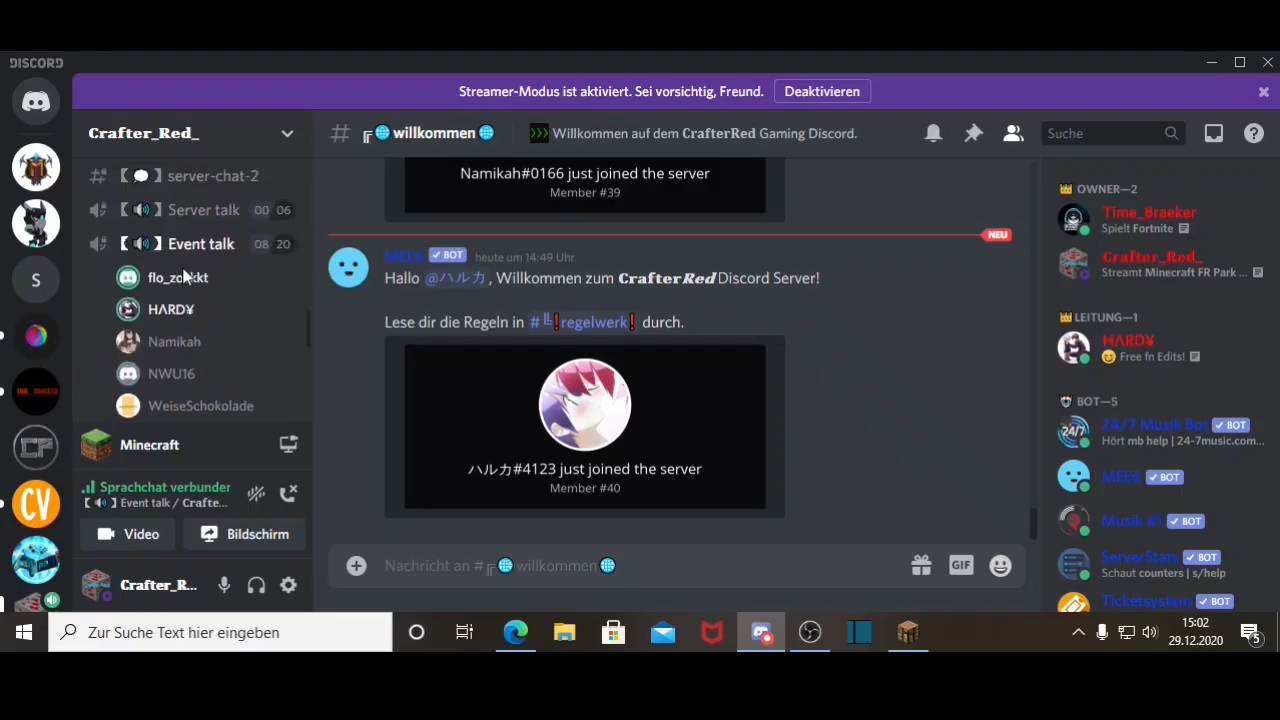 DISCORD
Streamer-Modus ist aktiviert. Sei vorsichtig, Freund.
Deaktivieren
Crafter_Red_
server-chat-2
Server talk 00 06
Event talk 08 20
HΛRD¥
Namikah
NWU16
WeiseSchokolade
Minecraft
Sprachchat verbunden
Event talk / Crafte...
Video
Bildschirm
Crafter_R...
# ╔🌐 willkommen 🌐
>>> Willkommen auf dem CrafterRed Gaming Discord.
Suche
Namikah#0166 just joined the server
Member #39
NEU
MEE6 ✓ BOT heute um 14:49 Uhr
Hallo @ハルカ, Willkommen zum CrafterRed Discord Server!
Lese dir die Regeln in # ╚❗regelwerk❗ durch.
ハルカ#4123 just joined the server
Member #40
Nachricht an # ╔🌐 willkommen 🌐
GIF
OWNER—2
Time_Braeker
Spielt Fortnite
Crafter_Red_
Streamt Minecraft FR Park ...
LEITUNG—1
HΛRD¥
Free fn Edits!
BOT—5
24/7 Musik Bot ✓ BOT
Hört mb help | 24-7music.com...
MEE6 ✓ BOT
Musik #1 ✓ BOT
ServerStats ✓ BOT
Schaut counters | s/help
Ticketsystem ✓ BOT
S
CV
Zur Suche Text hier eingeben
15:02
29.12.2020
5